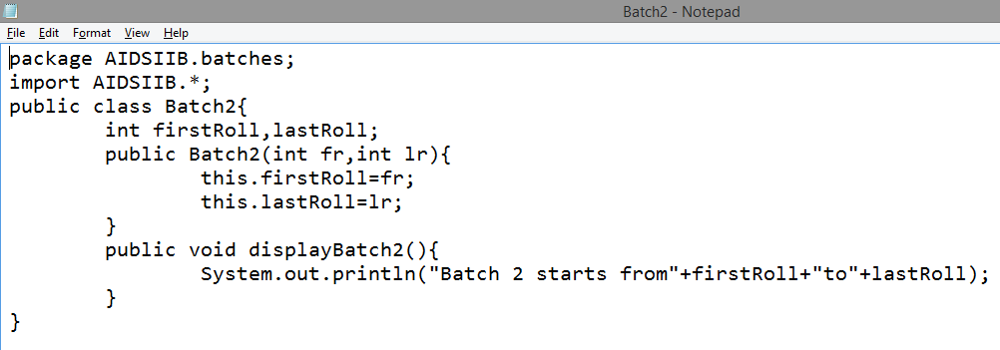 Batch2 - Notepad
File Edit Format View Help
package AIDSIIB.batches;
import AIDSIIB.*;
public class Batch2{
        int firstRoll,lastRoll;
        public Batch2(int fr,int lr){
                this.firstRoll=fr;
                this.lastRoll=lr;
        }
        public void displayBatch2(){
                System.out.println("Batch 2 starts from"+firstRoll+"to"+lastRoll);
        }
}